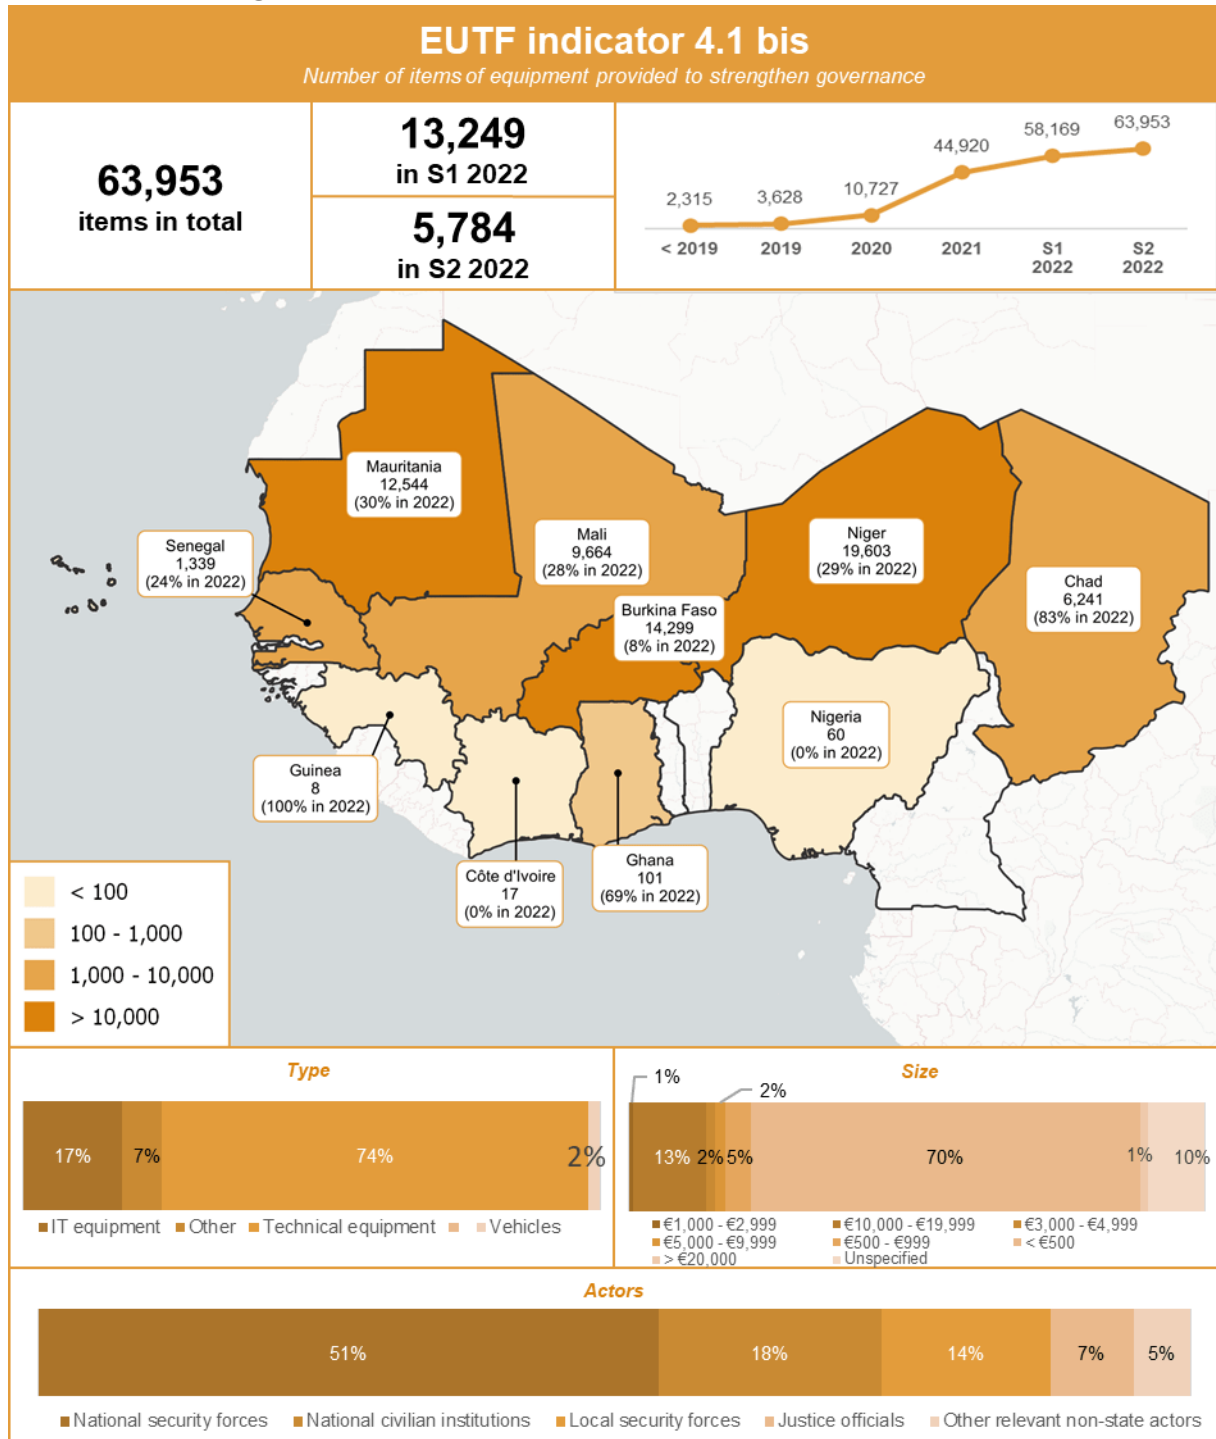 EUTF indicator 4.1 bis
Number of items of equipment provided to strengthen governance
63,953
items in total
13,249
in S1 2022
5,784
in S2 2022
2,315
3,628
10,727
44,920
58,169
63,953
< 2019
2019
2020
2021
S1
2022
S2
2022
Mauritania
12,544
(30% in 2022)
Mali
9,664
(28% in 2022)
Niger
19,603
(29% in 2022)
Senegal
1,339
(24% in 2022)
Chad
6,241
(83% in 2022)
Burkina Faso
14,299
(8% in 2022)
Nigeria
60
(0% in 2022)
Guinea
8
(100% in 2022)
Côte d'Ivoire
17
(0% in 2022)
Ghana
101
(69% in 2022)
< 100
100 - 1,000
1,000 - 10,000
> 10,000
Type
17%
7%
74%
2%
IT equipment
Other
Technical equipment
Vehicles
Size
1%
2%
13%
2%
5%
70%
1%
10%
€1,000 - €2,999
€10,000 - €19,999
€3,000 - €4,999
€5,000 - €9,999
€500 - €999
< €500
> €20,000
Unspecified
Actors
51%
18%
14%
7%
5%
National security forces
National civilian institutions
Local security forces
Justice officials
Other relevant non-state actors